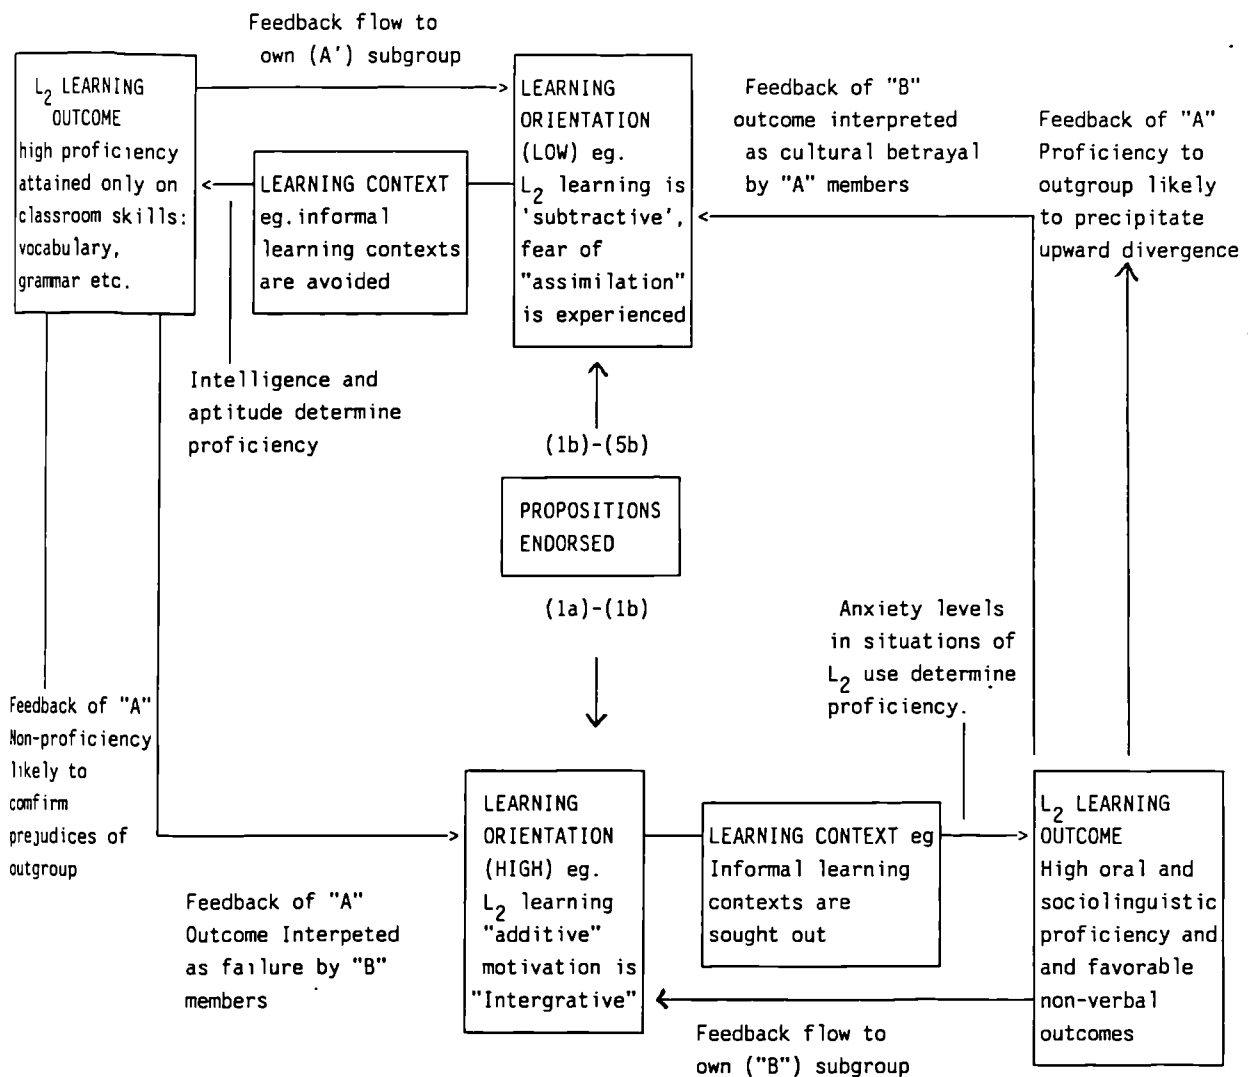 Feedback flow to
own (A') subgroup
L2 LEARNING
OUTCOME
high proficiency
attained only on
classroom skills:
vocabulary,
grammar etc.
LEARNING CONTEXT
eg. informal
learning contexts
are avoided
LEARNING
ORIENTATION
(LOW) eg.
L2 learning is
'subtractive',
fear of
"assimilation"
is experienced
Feedback of "B"
outcome interpreted
as cultural betrayal
by "A" members
Feedback of "A"
Proficiency to
outgroup likely
to precipitate
upward divergence
Intelligence and
aptitude determine
proficiency
(1b)-(5b)
PROPOSITIONS
ENDORSED
(1a)-(1b)
Anxiety levels
in situations of
L2 use determine
proficiency.
Feedback of "A"
Non-proficiency
likely to
comfirm
prejudices of
outgroup
Feedback of "A"
Outcome Interpeted
as failure by "B"
members
LEARNING
ORIENTATION
(HIGH) eg.
L2 learning
"additive"
motivation is
"Intergrative"
LEARNING CONTEXT eg
Informal learning
contexts are
sought out
L2 LEARNING
OUTCOME
High oral and
sociolinguistic
proficiency and
and favorable
non-verbal
outcomes
Feedback flow to
own ("B") subgroup